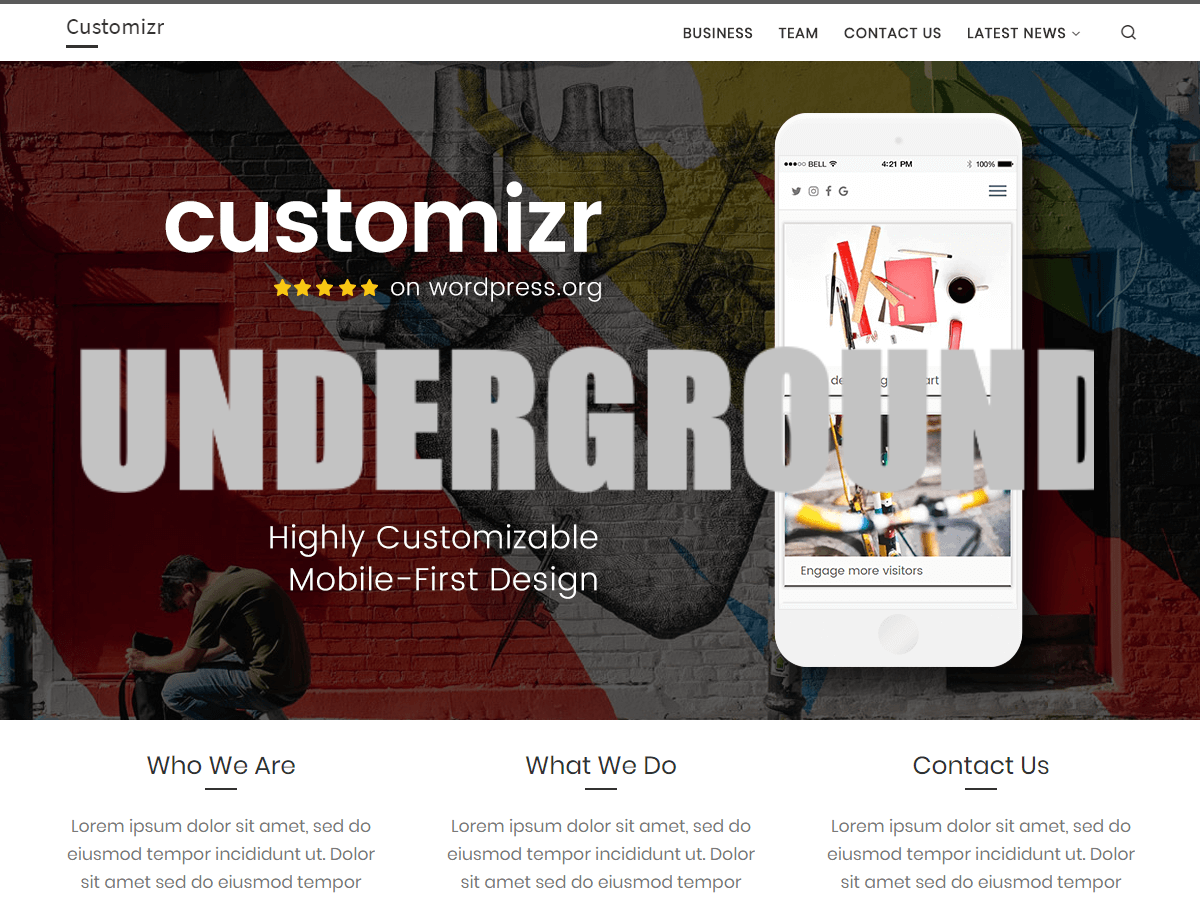 Customizr
BUSINESS TEAM CONTACT US LATEST NEWS
customizr
on wordpress.org
UNDERGROUND
Highly Customizable
Mobile-First Design
BELL 4:21 PM 100%
Engage more visitors
Who We Are
Lorem ipsum dolor sit amet, sed do
eiusmod tempor incididunt ut. Dolor
sit amet sed do eiusmod tempor
What We Do
Lorem ipsum dolor sit amet, sed do
eiusmod tempor incididunt ut. Dolor
sit amet sed do eiusmod tempor
Contact Us
Lorem ipsum dolor sit amet, sed do
eiusmod tempor incididunt ut. Dolor
sit amet sed do eiusmod tempor